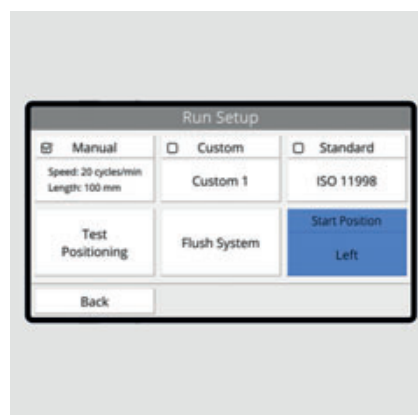 Run Setup
Manual
Custom
Standard
Speed: 20 cycles/min
Length: 100 mm
Custom 1
ISO 11998
Test
Positioning
Flush System
Start Position
Left
Back